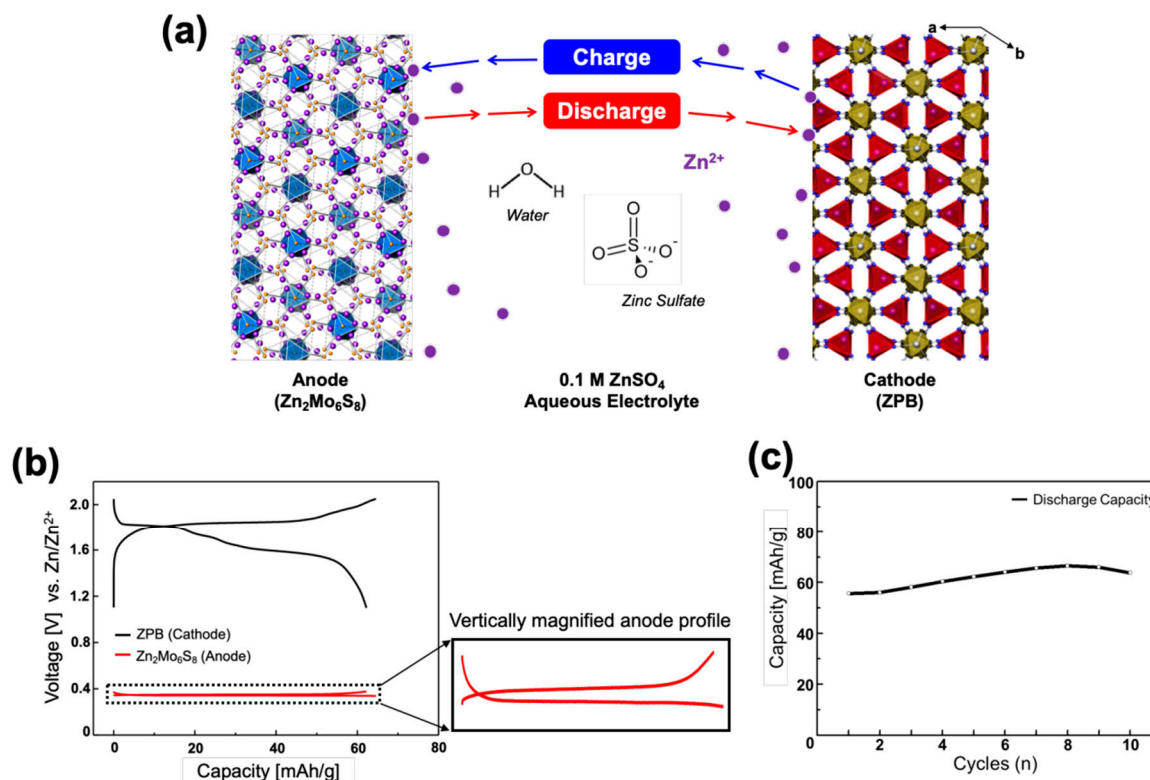 (a)
Charge
Discharge
a
b
Zn²⁺
H O H
Water
O
O S O⁻
O⁻
Zinc Sulfate
Anode
(Zn₂Mo₆S₈)
0.1 M ZnSO₄
Aqueous Electrolyte
Cathode
(ZPB)
(b)
Voltage [V] vs. Zn/Zn²⁺
2.0
1.6
1.2
0.8
0.4
0
ZPB (Cathode)
Zn₂Mo₆S₈ (Anode)
0 20 40 60 80
Capacity [mAh/g]
Vertically magnified anode profile
(c)
Capacity [mAh/g]
100
80
60
40
20
0
Discharge Capacity
0 2 4 6 8 10
Cycles (n)